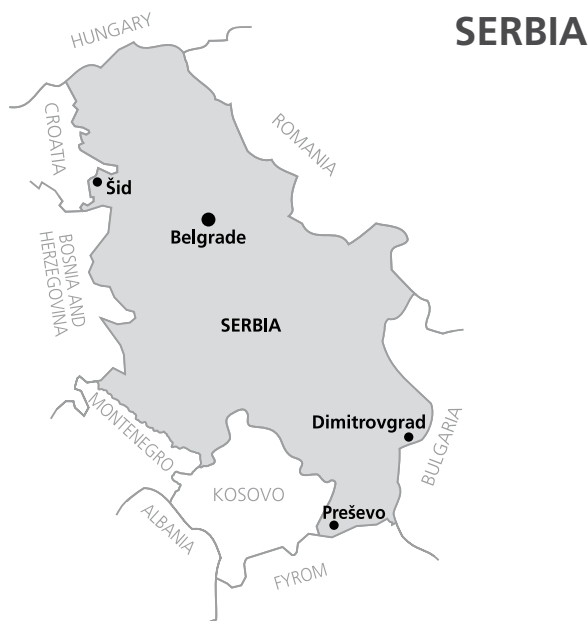 SERBIA
HUNGARY
CROATIA
ROMANIA
Šid
Belgrade
BOSNIA AND
HERZEGOVINA
SERBIA
MONTENEGRO
Dimitrovgrad
BULGARIA
KOSOVO
Preševo
ALBANIA
FYROM